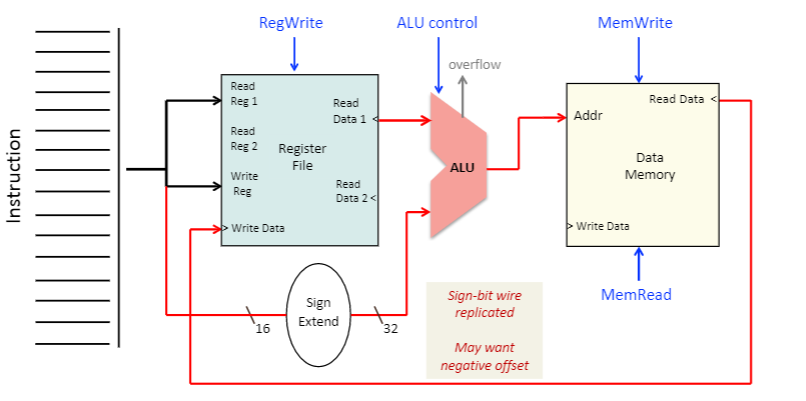 RegWrite
ALU control
MemWrite
overflow
Instruction
Read
Reg 1
Read
Data 1
Read
Reg 2
Register
File
Write
Reg
Read
Data 2
Write Data
ALU
Read Data
Addr
Data
Memory
Write Data
MemRead
Sign
Extend
16
32
Sign-bit wire
replicated
May want
negative offset